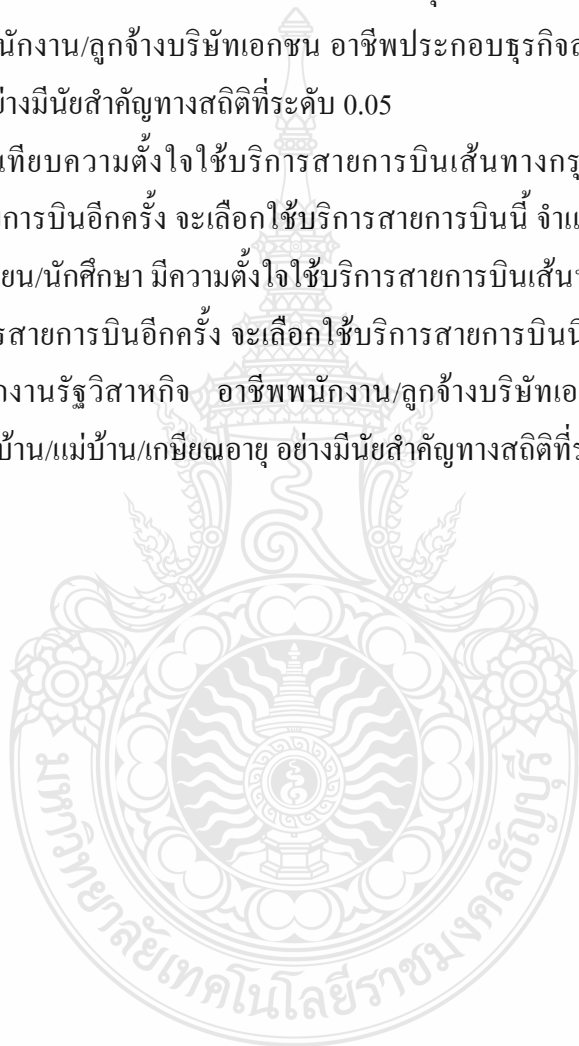 นักงาน/ลูกจ้างบริษัทเอกชน อาชีพประกอบธุรกิจส
ย่างมีนัยสำคัญทางสถิติที่ระดับ 0.05
เทียบความตั้งใจใช้บริการสายการบินเส้นทางกรุ
ยการบินอีกครั้ง จะเลือกใช้บริการสายการบินนี้ จำแ
ยน/นักศึกษา มีความตั้งใจใช้บริการสายการบินเส้น
รสายการบินอีกครั้ง จะเลือกใช้บริการสายการบินนี้
กงานรัฐวิสาหกิจ อาชีพพนักงาน/ลูกจ้างบริษัทเอ
บ้าน/แม่บ้าน/เกษียณอายุ อย่างมีนัยสำคัญทางสถิติที่ร
มหาวิทยาลัยเทคโนโลยีราชมงคลธัญบุรี